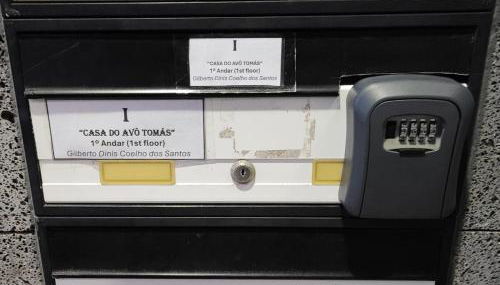 I
"CASA DO AVÔ TOMÁS"
1º Andar (1st floor)
Gilberto Dinis Coelho dos Santos
I
"CASA DO AVÔ TOMÁS"
1º Andar (1st floor)
Gilberto Dinis Coelho dos Santos